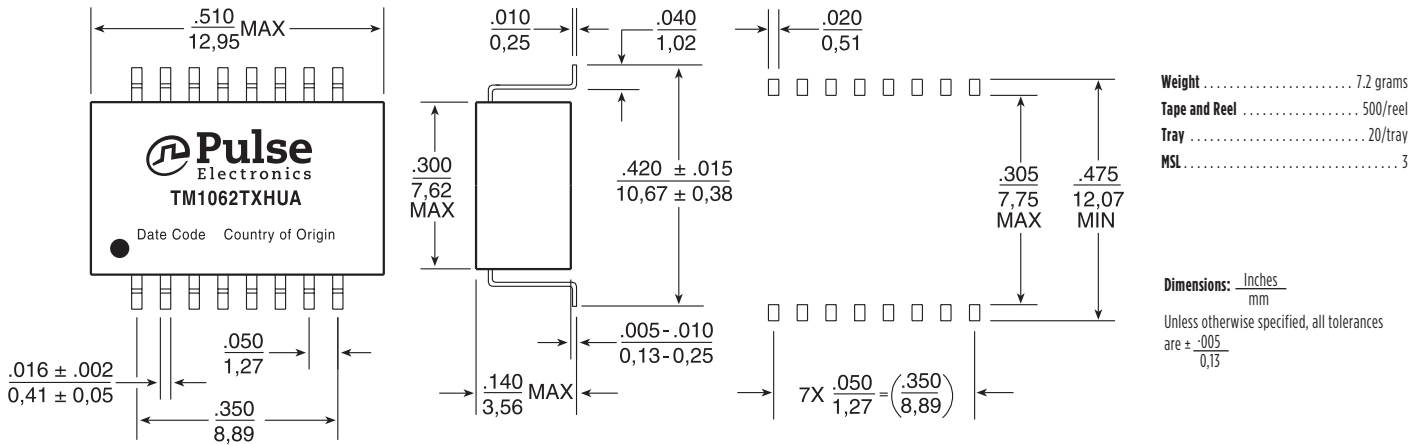 .510
12,95 MAX
.010
0,25
.040
1,02
.020
0,51
Pulse
Electronics
TM1062TXHUA
Date Code Country of Origin
.300
7,62
MAX
.420 ± .015
10,67 ± 0,38
.305
7,75
MAX
.475
12,07
MIN
.016 ± .002
0,41 ± 0,05
.050
1,27
.350
8,89
.005-.010
0,13-0,25
.140
3,56 MAX
7X .050
1,27 = (.350
8,89)
Weight ...................... 7.2 grams
Tape and Reel .................. 500/reel
Tray ........................... 20/tray
MSL................................. 3
Dimensions: Inches
mm
Unless otherwise specified, all tolerances
are ± .005
0,13